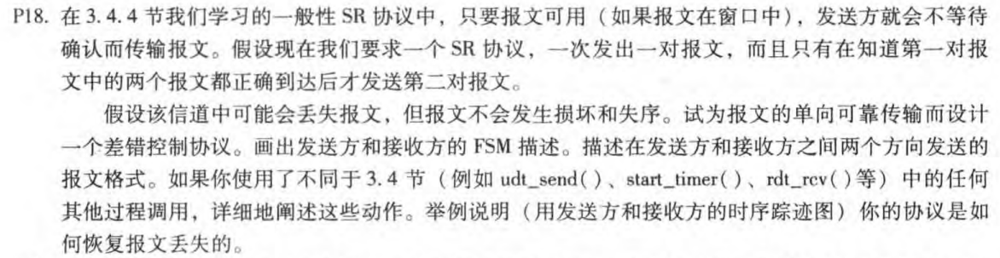 P18. 在 3.4.4 节我们学习的一般性 SR 协议中，只要报文可用（如果报文在窗口中），发送方就会不等待
确认而传输报文。假设现在我们要求一个 SR 协议，一次发出一对报文，而且只有在知道第一对报
文中的两个报文都正确到达后才发送第二对报文。
假设该信道中可能会丢失报文，但报文不会发生损坏和失序。试为报文的单向可靠传输而设计
一个差错控制协议。画出发送方和接收方的 FSM 描述。描述在发送方和接收方之间两个方向发送的
报文格式。如果你使用了不同于 3.4 节（例如 udt_send( )、start_timer( )、rdt_rcv( )等）中的任何
其他过程调用，详细地阐述这些动作。举例说明（用发送方和接收方的时序踪迹图）你的协议是如
何恢复报文丢失的。